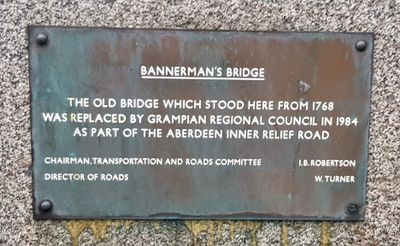 BANNERMAN'S BRIDGE
THE OLD BRIDGE WHICH STOOD HERE FROM 1768
WAS REPLACED BY GRAMPIAN REGIONAL COUNCIL IN 1984
AS PART OF THE ABERDEEN INNER RELIEF ROAD
CHAIRMAN, TRANSPORTATION AND ROADS COMMITTEE I.B. ROBERTSON
DIRECTOR OF ROADS W. TURNER